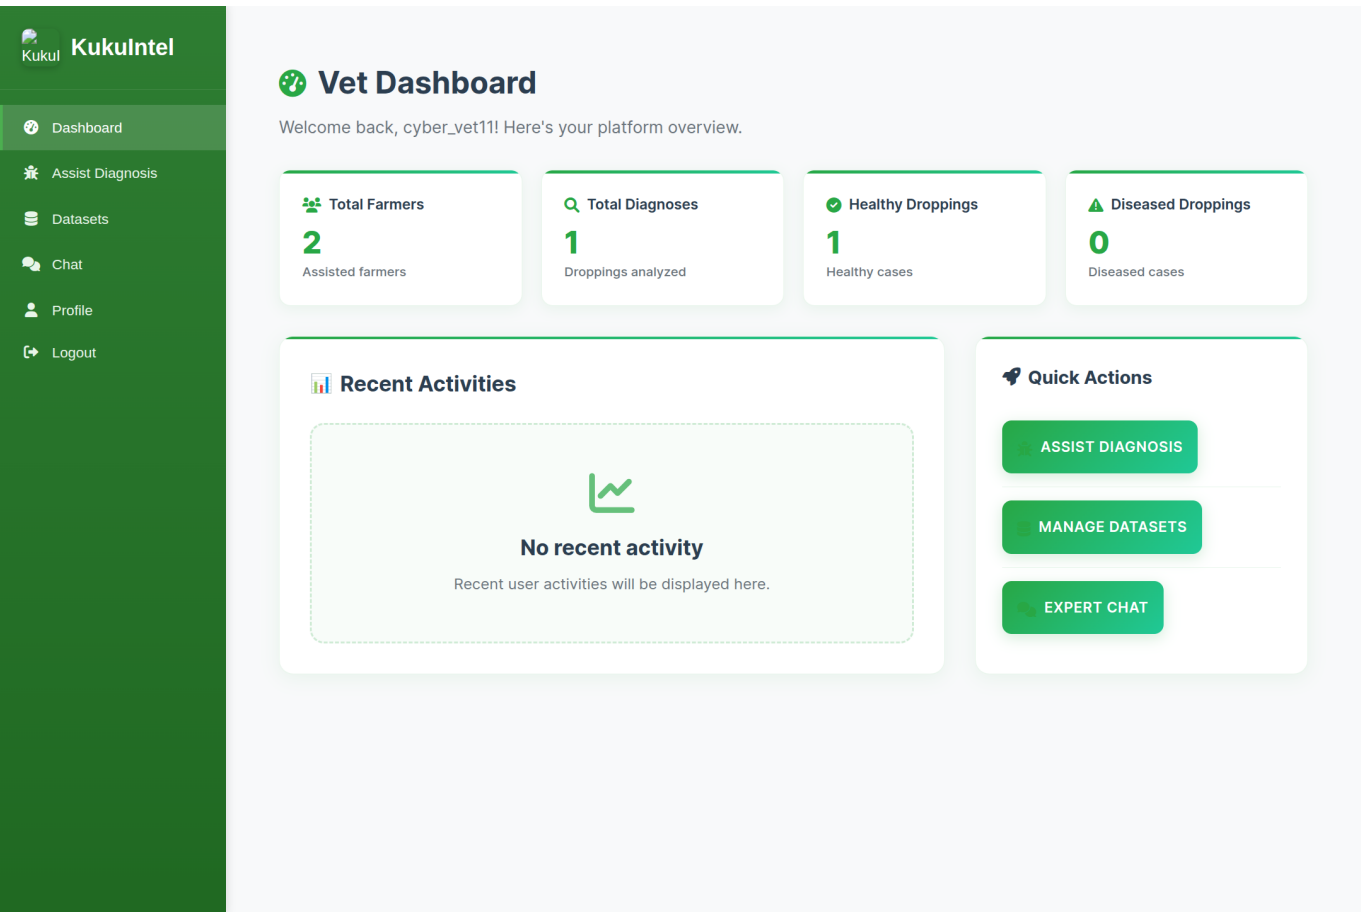 Kukul
KukuIntel
Dashboard
Assist Diagnosis
Datasets
Chat
Profile
Logout
Vet Dashboard
Welcome back, cyber_vet11! Here's your platform overview.
Total Farmers
2
Assisted farmers
Total Diagnoses
1
Droppings analyzed
Healthy Droppings
1
Healthy cases
Diseased Droppings
0
Diseased cases
Recent Activities
No recent activity
Recent user activities will be displayed here.
Quick Actions
ASSIST DIAGNOSIS
MANAGE DATASETS
EXPERT CHAT